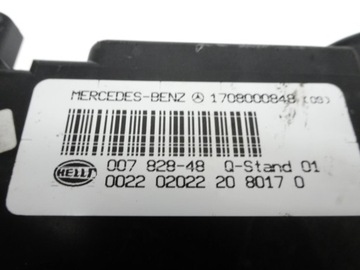 MERCEDES-BENZ 1708000848 (03)
HELLA 007 828-48 Q-Stand 01
0022 02022 20 8017 0